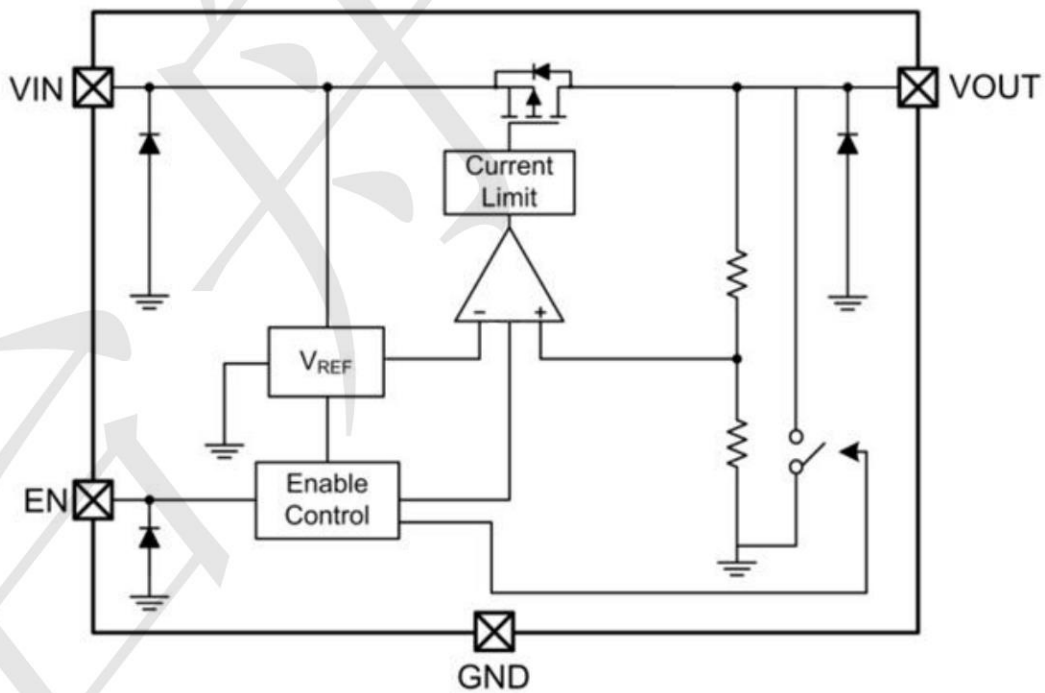 VIN
VOUT
Current
Limit
-
+
VREF
EN
Enable
Control
GND